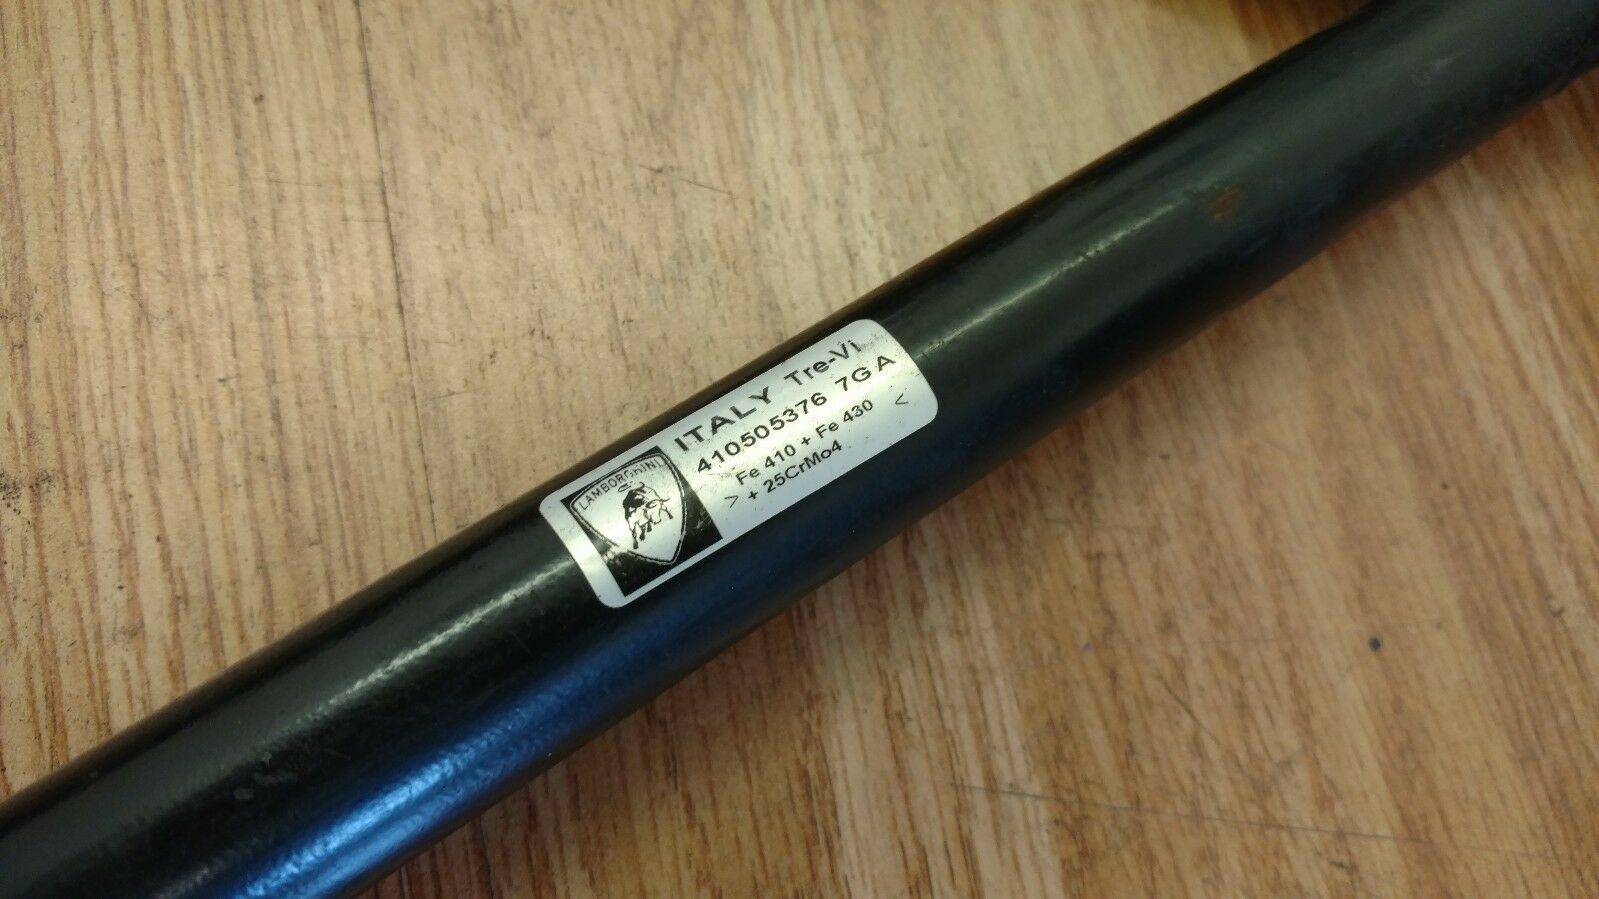 LAMBORGHINI
ITALY Tre-Vi
410505376 7GA
Fe 410 + Fe 430 <
> + 25CrMo4